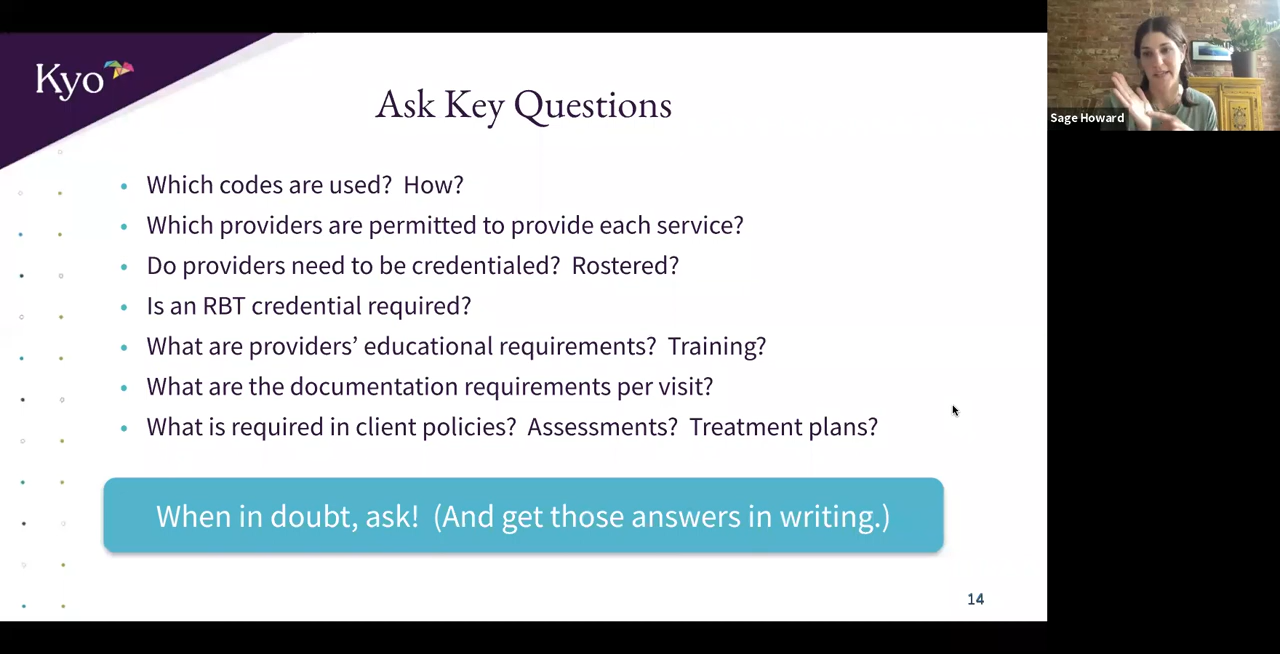 Kyo
Ask Key Questions
Sage Howard
• Which codes are used? How?
• Which providers are permitted to provide each service?
• Do providers need to be credentialed? Rostered?
• Is an RBT credential required?
• What are providers’ educational requirements? Training?
• What are the documentation requirements per visit?
• What is required in client policies? Assessments? Treatment plans?
When in doubt, ask! (And get those answers in writing.)
14